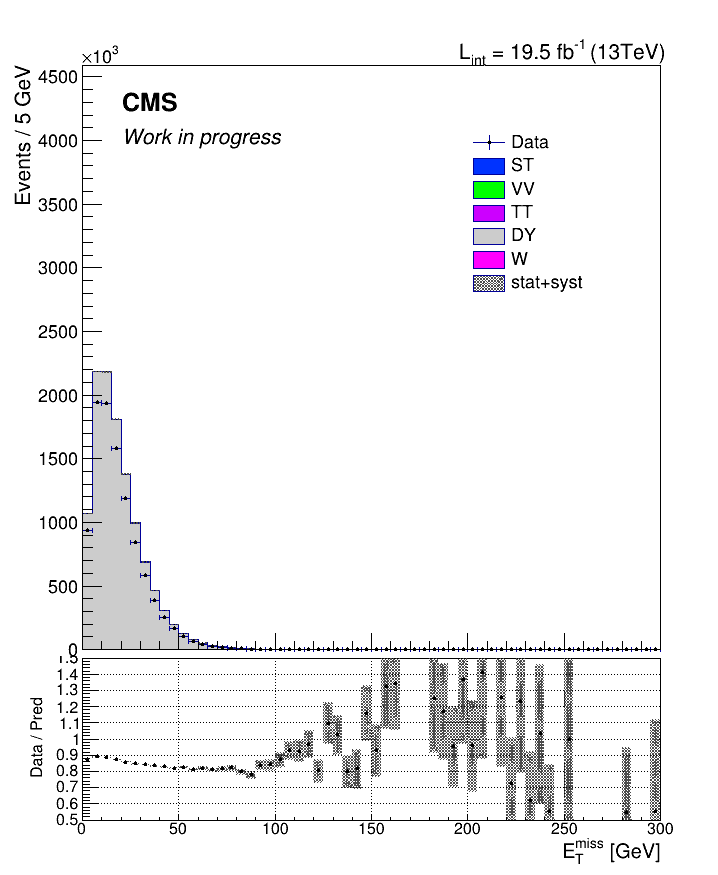 ×10³
L_int = 19.5 fb⁻¹ (13TeV)
Events / 5 GeV
4500
4000
3500
3000
2500
2000
1500
1000
500
0
CMS
Work in progress
Data
ST
VV
TT
DY
W
stat+syst
Data / Pred
1.5
1.4
1.3
1.2
1.1
1
0.9
0.8
0.7
0.6
0.5
0 50 100 150 200 250 300
E_T^miss [GeV]